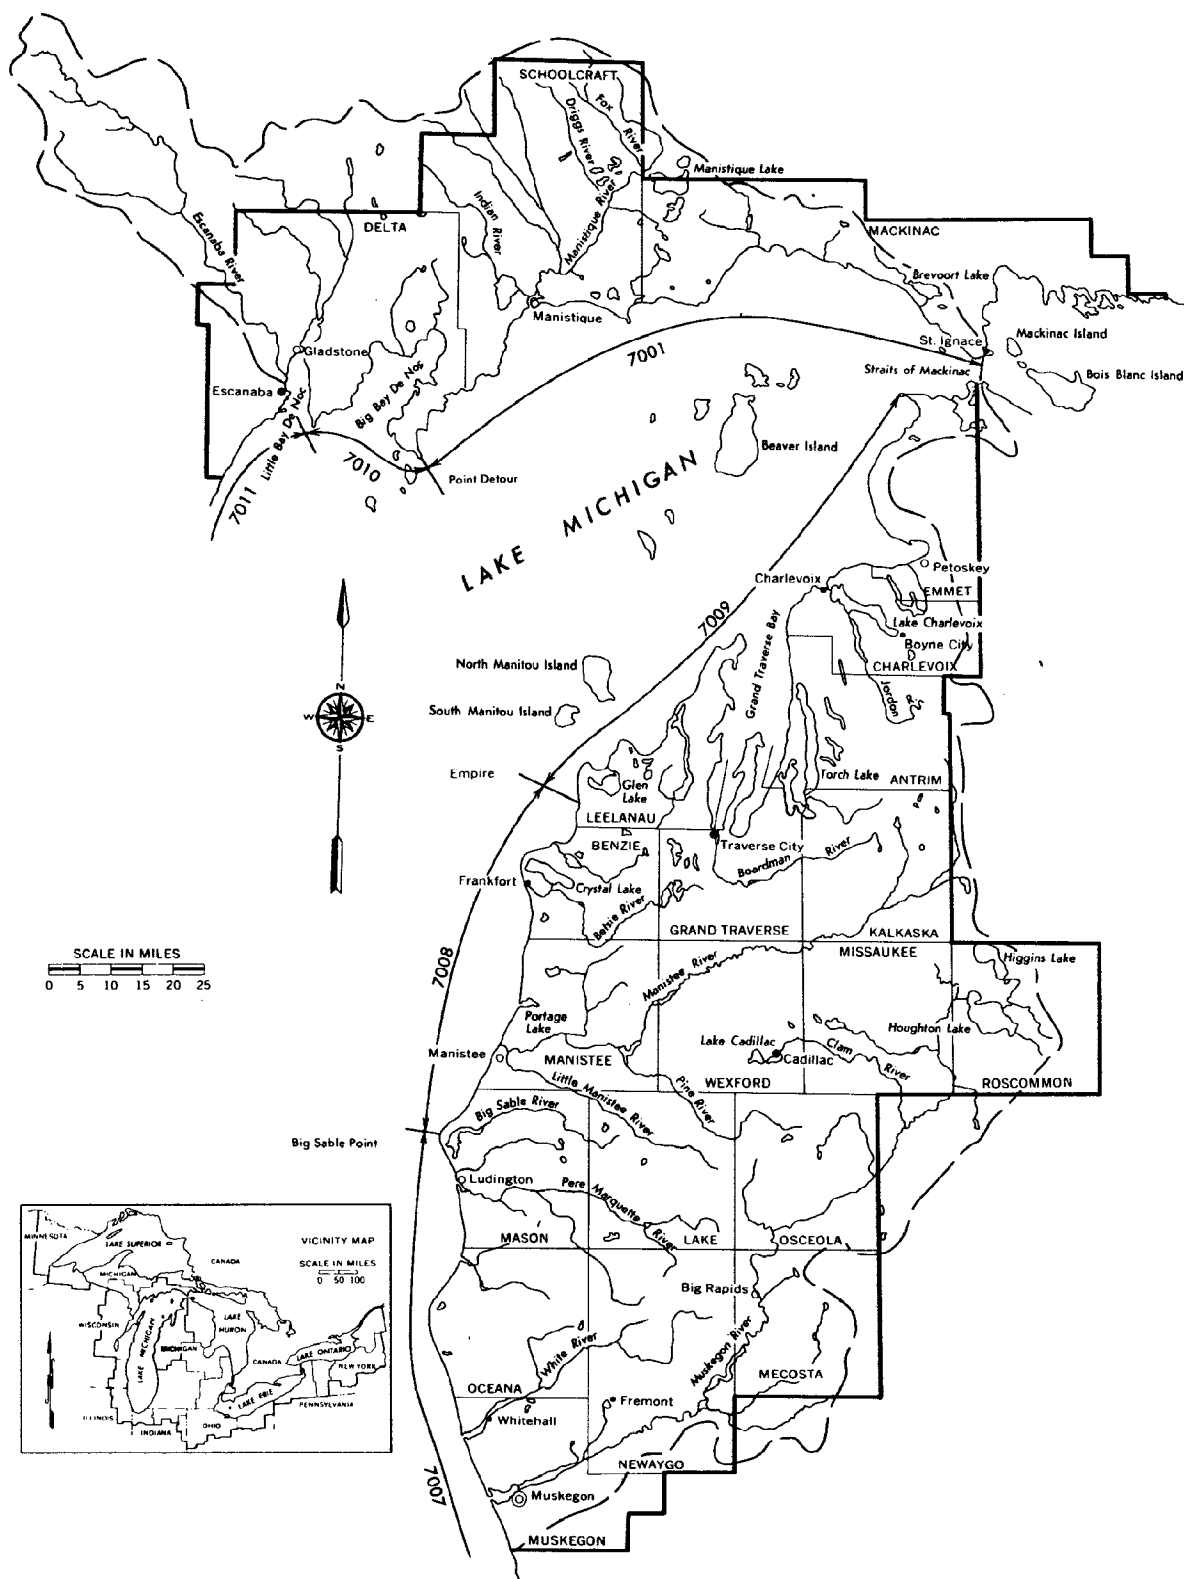 SCHOOLCRAFT
Fox
River
Driggs River
Manistique Lake
Indian
River
Manistique River
Escanaba River
DELTA
MACKINAC
Brevoort Lake
Manistique
Mackinac Island
St. Ignace
Gladstone
7001
Straits of Mackinac
Bois Blanc Island
Escanaba
Big Bay De Noc
Little Bay De Noc
Beaver Island
7010
Point Detour
7011
LAKE MICHIGAN
Petoskey
Charlevoix
EMMET
7009
Lake Charlevoix
Boyne City
North Manitou Island
Grand Traverse Bay
CHARLEVOIX
N
Jordon
South Manitou Island
W
E
S
Empire
Torch Lake
ANTRIM
Glen
Lake
LEELANAU
BENZIE
Traverse City
Boardman
River
Frankfort
Crystal Lake
Betsie River
GRAND TRAVERSE
KALKASKA
SCALE IN MILES
0 5 10 15 20 25
7008
Manistee River
MISSAUKEE
Higgins Lake
Portage
Lake
Houghton Lake
Lake Cadillac
Clam
River
Manistee
MANISTEE
Cadillac
WEXFORD
ROSCOMMON
Pine River
Little Manistee River
Big Sable River
Big Sable Point
Ludington
Pere Marquette
River
MASON
LAKE
OSCEOLA
Big Rapids
White River
Muskegon River
MECOSTA
OCEANA
Fremont
Whitehall
NEWAYGO
7007
Muskegon
MUSKEGON
VICINITY MAP
SCALE IN MILES
0 50 100
MINNESOTA
LAKE SUPERIOR
CANADA
MICHIGAN
WISCONSIN
LAKE MICHIGAN
LAKE
HURON
MICHIGAN
CANADA
LAKE ONTARIO
NEW YORK
LAKE ERIE
PENNSYLVANIA
ILLINOIS
INDIANA
OHIO